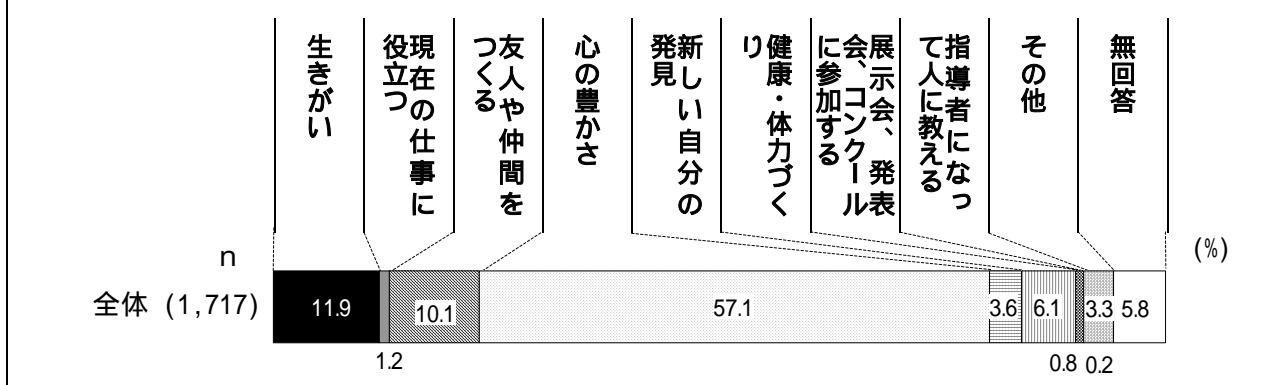 生きがい
現在の仕事に
役立つ
友人や仲間を
つくる
心の豊かさ
新しい自分の
発見
健康・体力づく
り
展示会、発表
会、コンクール
に参加する
指導者になっ
て人に教える
その他
無回答
(%)
n
全体 (1,717)
11.9
10.1
57.1
3.6
6.1
3.3
5.8
1.2
0.8
0.2